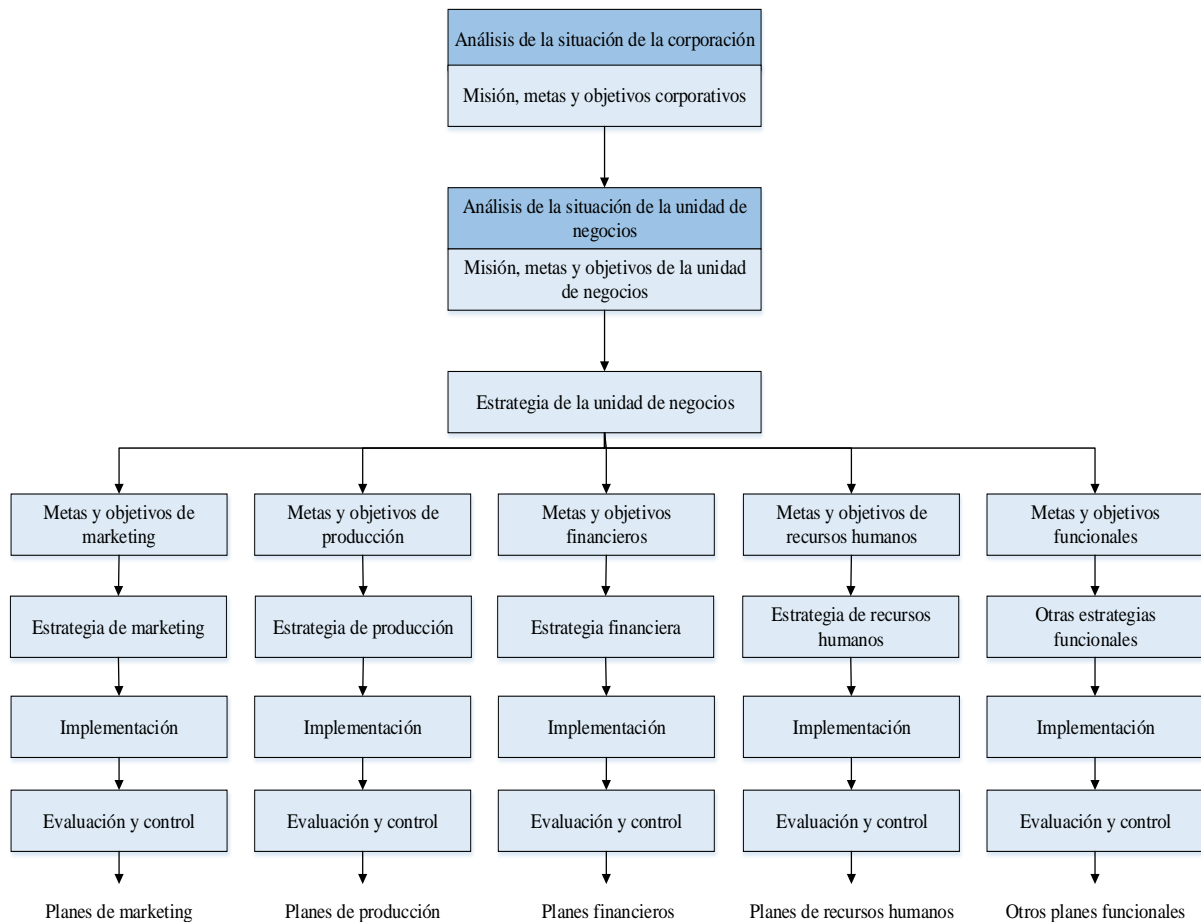 Análisis de la situación de la corporación
Misión, metas y objetivos corporativos
Análisis de la situación de la unidad de
negocios
Misión, metas y objetivos de la unidad
de negocios
Estrategia de la unidad de negocios
Metas y objetivos de
marketing
Metas y objetivos de
producción
Metas y objetivos
financieros
Metas y objetivos de
recursos humanos
Metas y objetivos
funcionales
Estrategia de marketing
Estrategia de producción
Estrategia financiera
Estrategia de recursos
humanos
Otras estrategias
funcionales
Implementación
Implementación
Implementación
Implementación
Implementación
Evaluación y control
Evaluación y control
Evaluación y control
Evaluación y control
Evaluación y control
Planes de marketing
Planes de producción
Planes financieros
Planes de recursos humanos
Otros planes funcionales